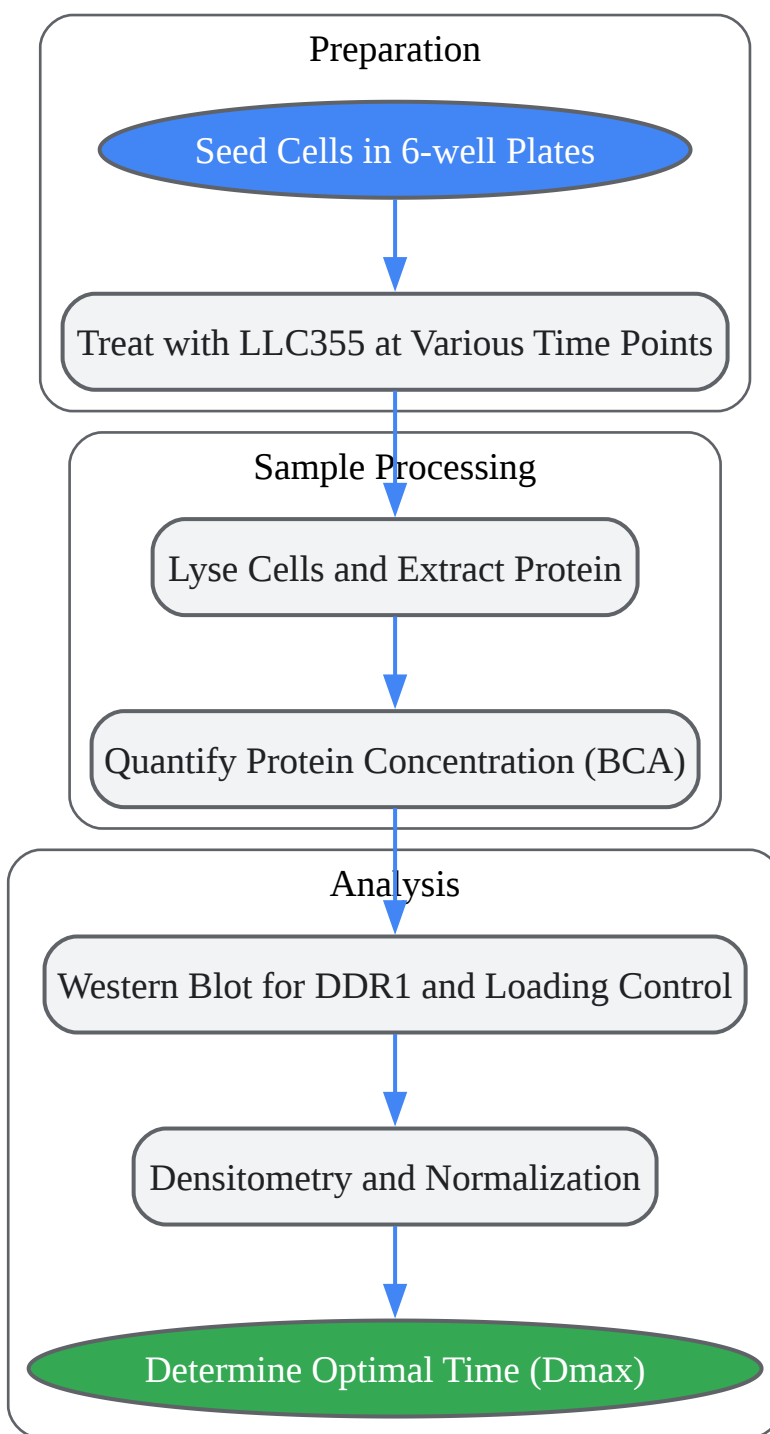 Preparation
Seed Cells in 6-well Plates
Treat with LLC355 at Various Time Points
Sample Processing
Lyse Cells and Extract Protein
Quantify Protein Concentration (BCA)
Analysis
Western Blot for DDR1 and Loading Control
Densitometry and Normalization
Determine Optimal Time (Dmax)